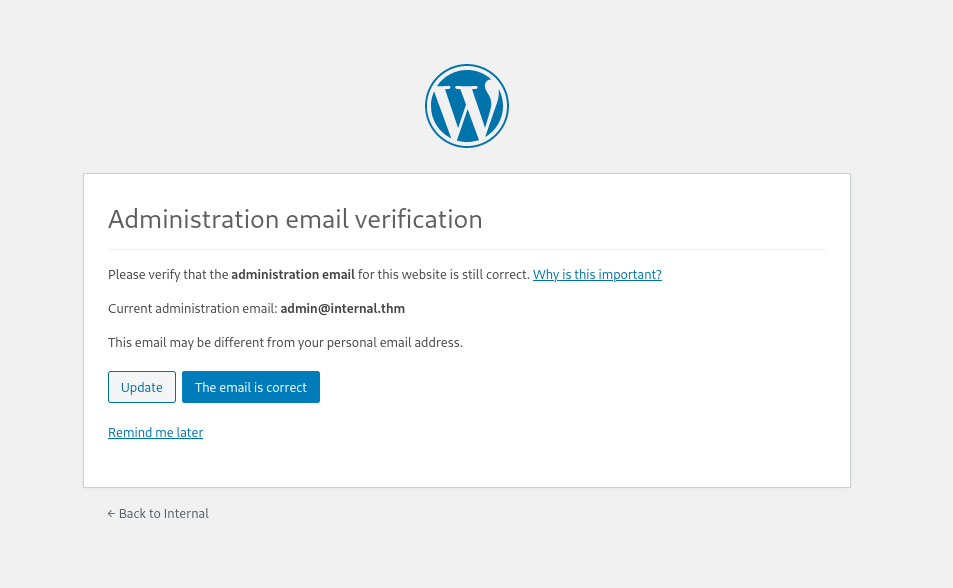 Administration email verification
Please verify that the administration email for this website is still correct. Why is this important?
Current administration email: admin@internal.thm
This email may be different from your personal email address.
Update The email is correct
Remind me later
← Back to Internal